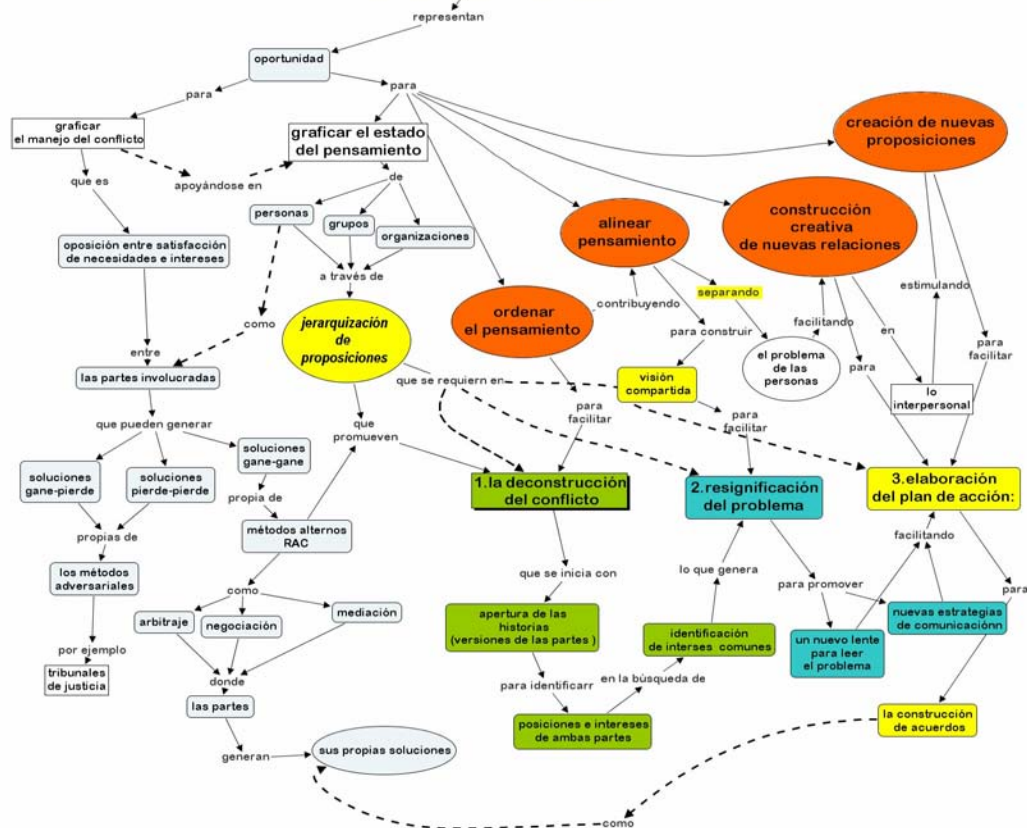 representan
oportunidad
para
para
graficar
el manejo del conflicto
graficar el estado
del pensamiento
creación de nuevas
proposiciones
que es
apoyándose en
de
personas
grupos
organizaciones
alinear
pensamiento
construcción
creativa
de nuevas relaciones
oposición entre satisfacción
de necesidades e intereses
a través de
separando
estimulando
contribuyendo
ordenar
el pensamiento
jerarquización
de
proposiciones
como
para construir
facilitando
en
para
facilitar
el problema
de las
personas
entre
las partes involucradas
que se requiern en
visión
compartida
para
lo
interpersonal
que
promueven
para
facilitar
para
facilitar
que pueden generar
soluciones
gane-pierde
soluciones
pierde-pierde
soluciones
gane-gane
1.la deconstrucción
del conflicto
2.resignificación
del problema
3.elaboración
del plan de acción:
propia de
métodos alternos
RAC
propias de
facilitando
los métodos
adversariales
que se inicia con
lo que genera
para promover
para
como
arbitraje
negociación
mediación
apertura de las
historias
(versiones de las partes )
identificación
de interses comunes
un nuevo lente
para leer
el problema
nuevas estrategias
de comunicaciónn
por ejemplo
tribunales
de justicia
donde
las partes
para identificarr
en la búsqueda de
posiciones e intereses
de ambas partes
la construcción
de acuerdos
generan
sus propias soluciones
como